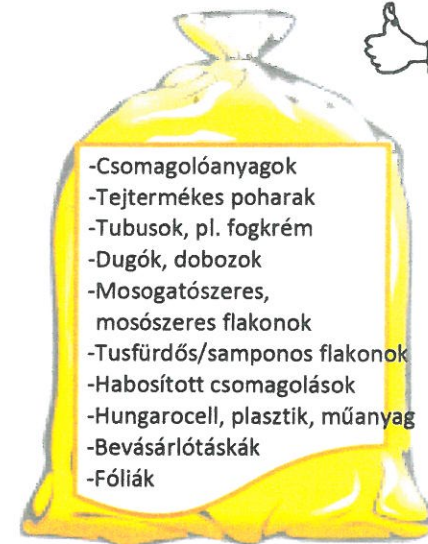 -Csomagolóanyagok
-Tejtermékes poharak
-Tubusok, pl. fogkrém
-Dugók, dobozok
-Mosogatószeres,
mosószeres flakonok
-Tusfürdős/samponos flakonok
-Habosított csomagolások
-Hungarocell, plasztik, műanyag
-Bevásárlótáskák
-Fóliák